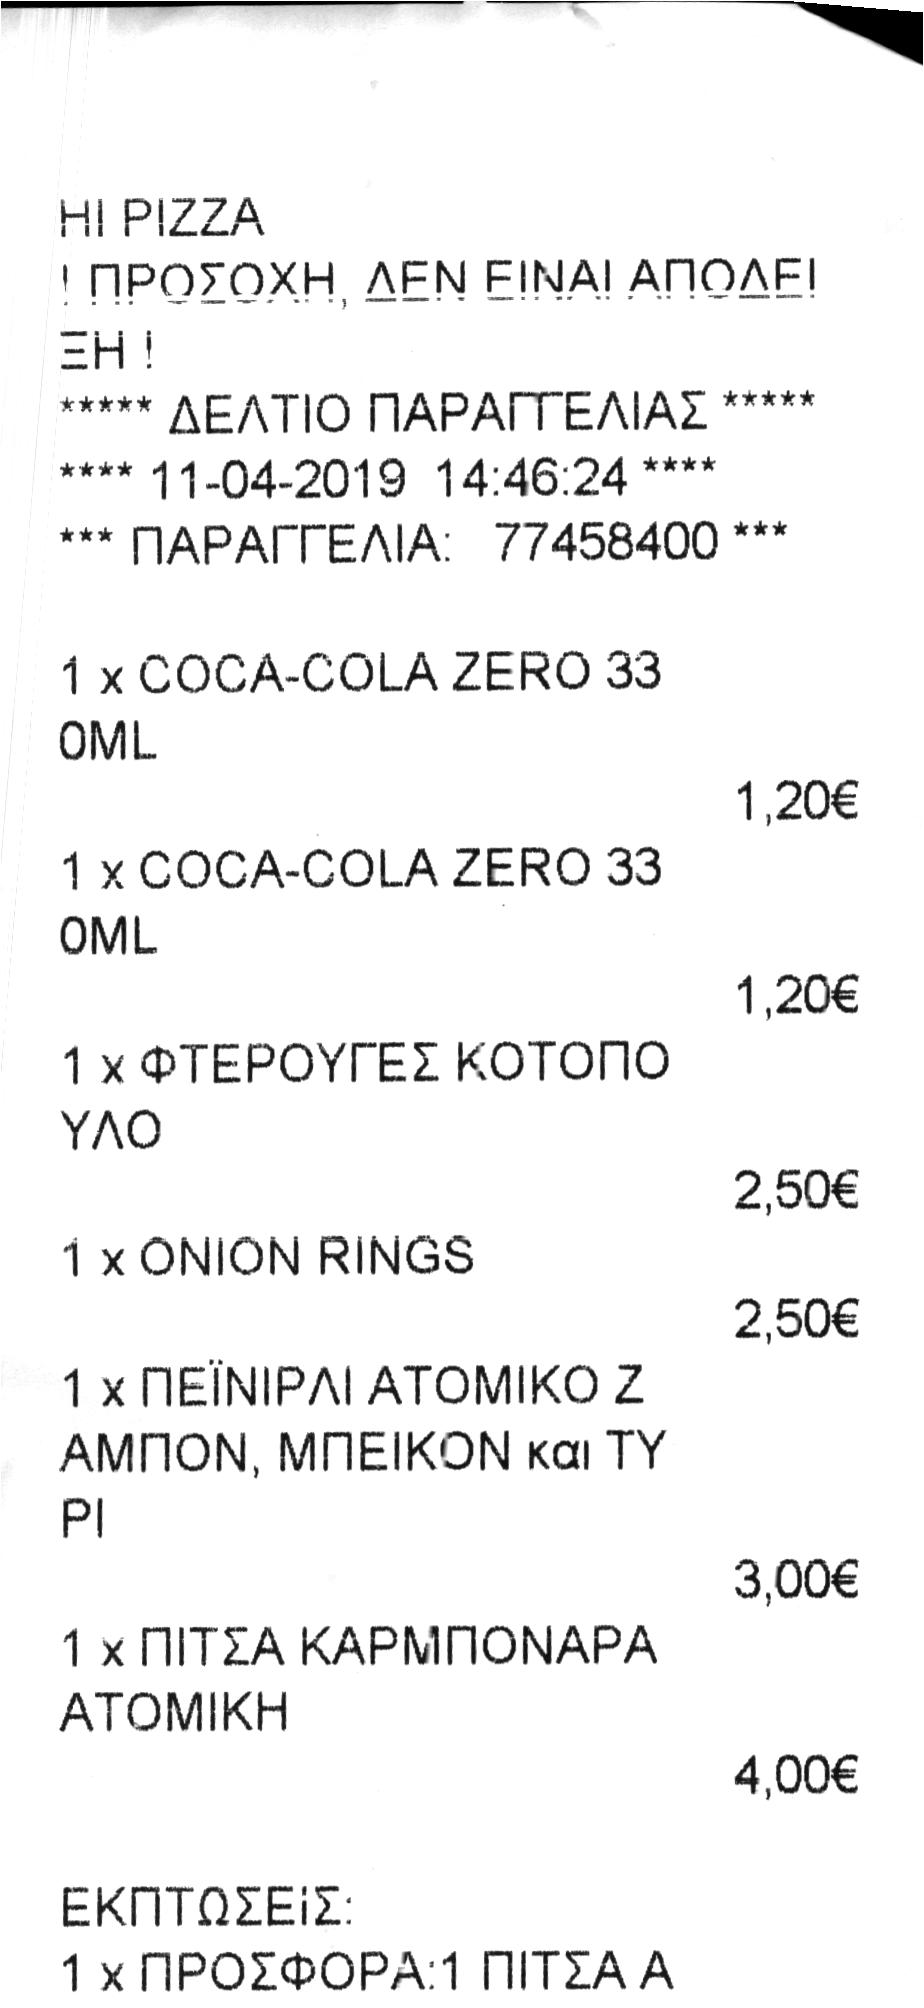 HI PIZZA
! ΠΡΟΣΟΧΗ, ΔΕΝ ΕΙΝΑΙ ΑΠΟΔΕΙ
ΞΗ !
***** ΔΕΛΤΙΟ ΠΑΡΑΓΓΕΛΙΑΣ *****
**** 11-04-2019 14:46:24 ****
*** ΠΑΡΑΓΓΕΛΙΑ: 77458400 ***
1 x COCA-COLA ZERO 33
0ML
1,20€
1 x COCA-COLA ZERO 33
0ML
1,20€
1 x ΦΤΕΡΟΥΓΕΣ ΚΟΤΟΠΟ
ΥΛΟ
2,50€
1 x ONION RINGS
2,50€
1 x ΠΕΪΝΙΡΛΙ ΑΤΟΜΙΚΟ Ζ
ΑΜΠΟΝ, ΜΠΕΙΚΟΝ και ΤΥ
ΡΙ
3,00€
1 x ΠΙΤΣΑ ΚΑΡΜΠΟΝΑΡΑ
ΑΤΟΜΙΚΗ
4,00€
ΕΚΠΤΩΣΕiΣ:
1 x ΠΡΟΣΦΟΡΑ:1 ΠΙΤΣΑ Α